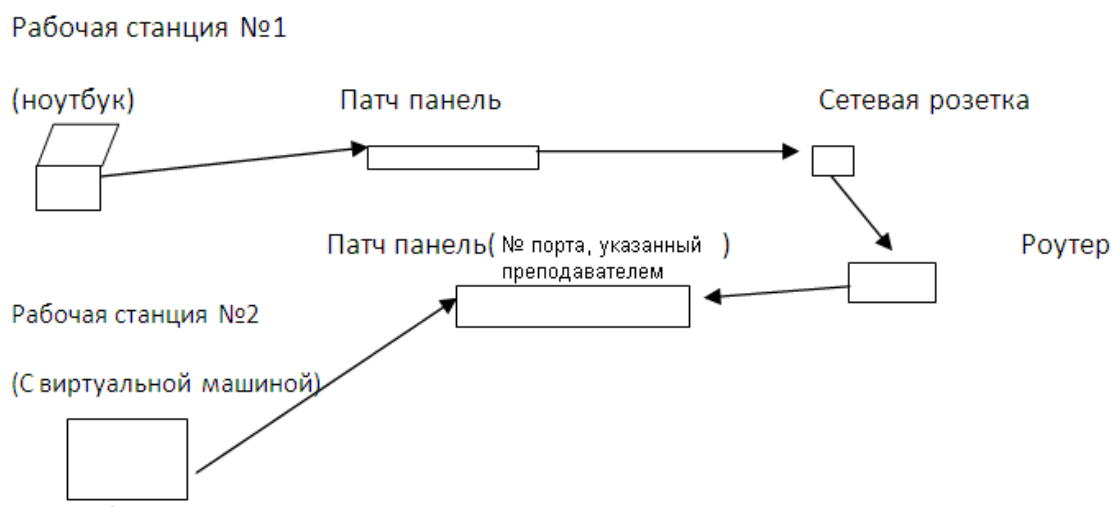 Рабочая станция №1
(ноутбук)
Патч панель
Сетевая розетка
Патч панель( № порта, указанный )
преподавателем
Роутер
Рабочая станция №2
(С виртуальной машиной)